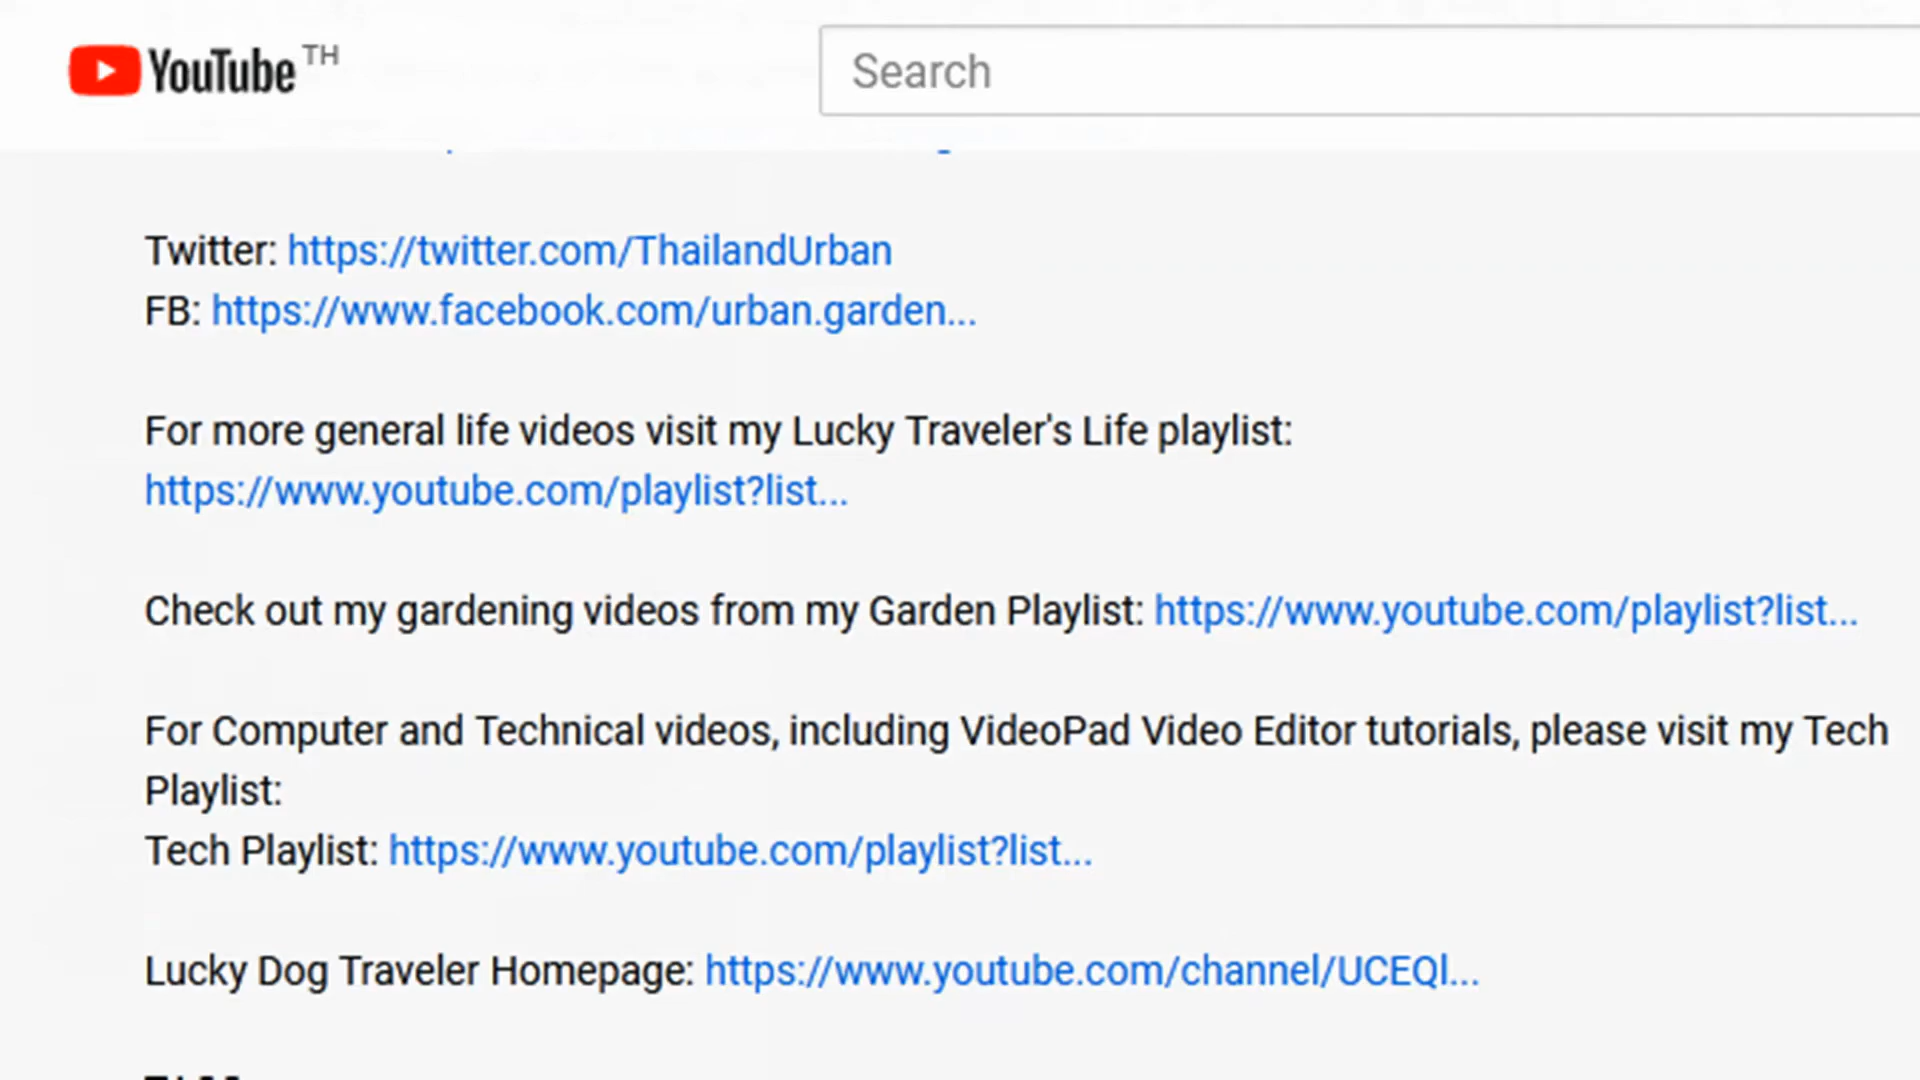 YouTube TH
Search
Twitter: https://twitter.com/ThailandUrban
FB: https://www.facebook.com/urban.garden...
For more general life videos visit my Lucky Traveler's Life playlist:
https://www.youtube.com/playlist?list...
Check out my gardening videos from my Garden Playlist: https://www.youtube.com/playlist?list...
For Computer and Technical videos, including VideoPad Video Editor tutorials, please visit my Tech
Playlist:
Tech Playlist: https://www.youtube.com/playlist?list...
Lucky Dog Traveler Homepage: https://www.youtube.com/channel/UCEQl...